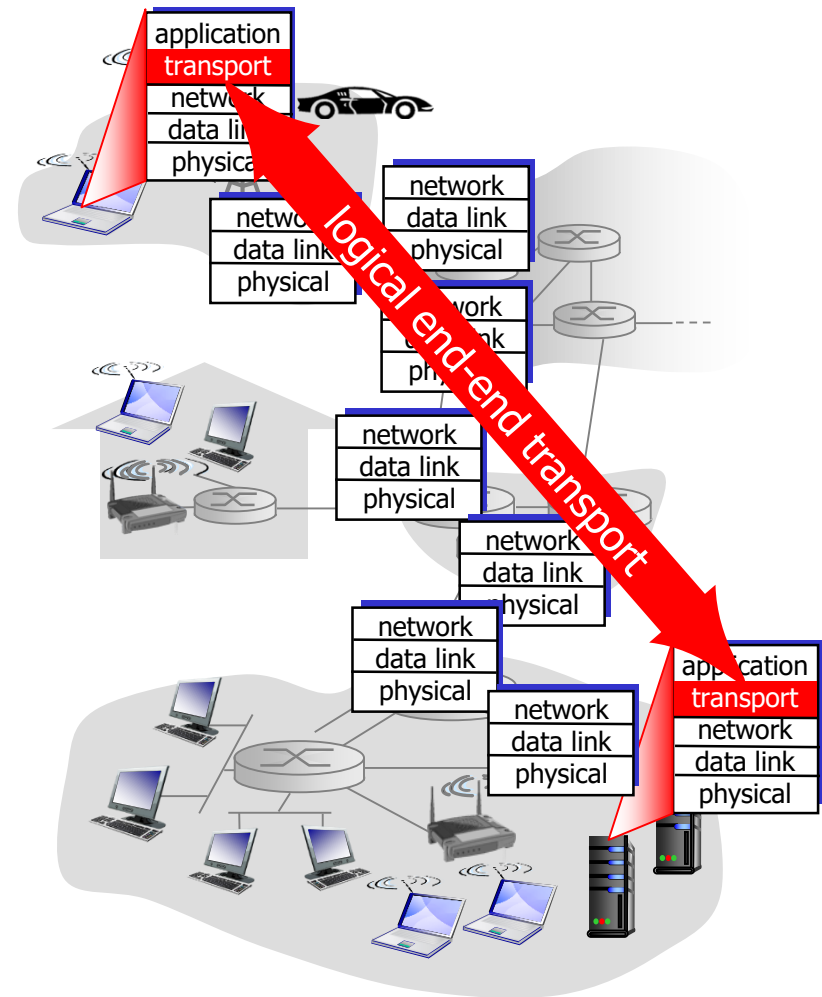 application
transport
network
data link
physical
network
data link
physical
network
data link
physical
logical end-end transport
network
data link
physical
network
data link
physical
network
data link
physical
network
data link
physical
application
transport
network
data link
physical